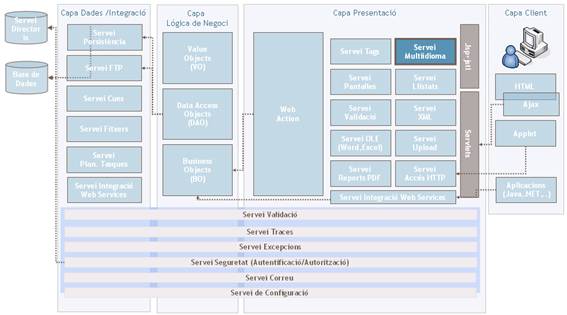 Capa Dades /Integració
Capa
Lògica de Negoci
Capa Presentació
Capa Client
Servei
Directori
s
Base de
Dades
Servei
Persistència
Servei FTP
Servei Cues
Servei Fitxers
Servei
Plan. Tasques
Servei Integració
Web Services
Value
Objects
(VO)
Data Access
Objects
(DAO)
Business
Objects
(BO)
Web
Action
Servei Tags
Servei
Multiidioma
Servei
Pantalles
Servei
Llistats
Servei
Validació
Servei
XML
Servei OLE
(Word,Excel)
Servei
Upload
Servei
Reports PDF
Servei
Accés HTTP
Servei Integració Web Services
Jsp+jstl
Servlets
HTML
Ajax
Applet
Aplicacions
(Java,.NET,..)
Servei Validació
Servei Traces
Servei Excepcions
Servei Seguretat (Autentificació/Autorització)
Servei Correu
Servei de Configuració